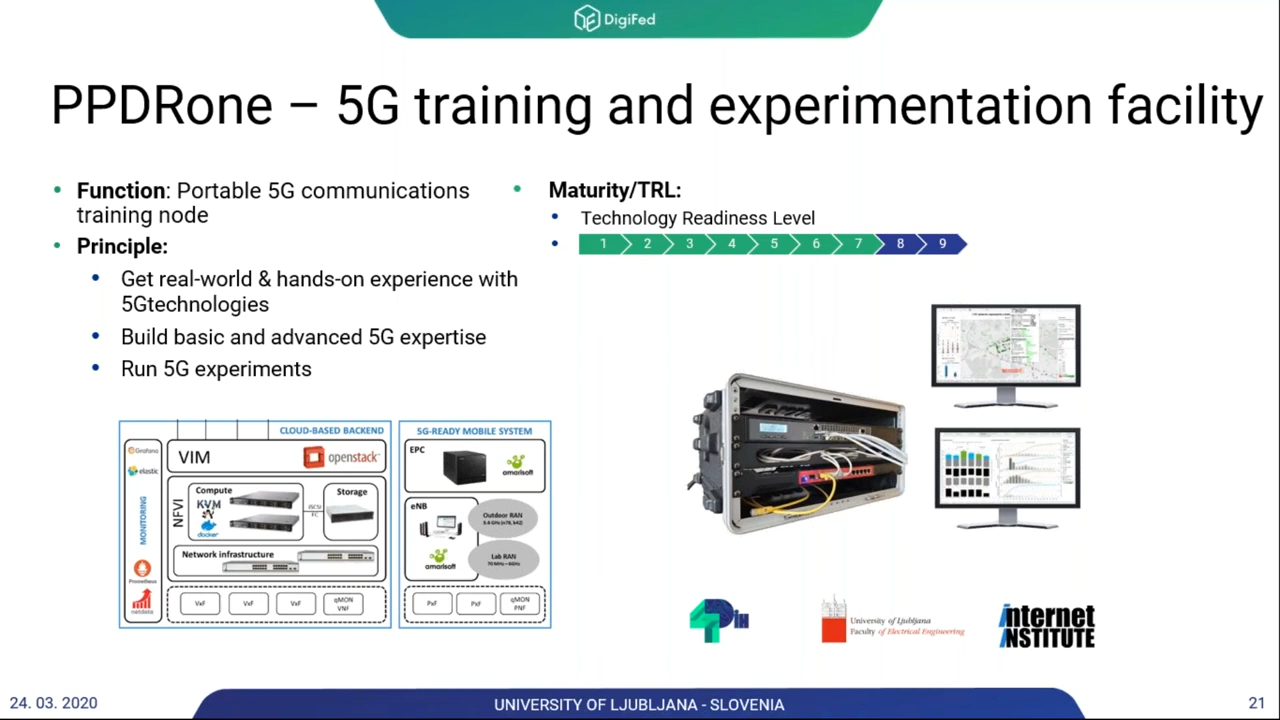 DigiFed
PPDRone – 5G training and experimentation facility
• Function: Portable 5G communications
training node
• Principle:
• Get real-world & hands-on experience with
5Gtechnologies
• Build basic and advanced 5G expertise
• Run 5G experiments
• Maturity/TRL:
• Technology Readiness Level
• 1 2 3 4 5 6 7 8 9
CLOUD-BASED BACKEND
Grafana
elastic
MONITORING
Prometheus
netdata
VIM
openstack
NFVI
Compute
KVM
docker
iSCSI
FC
Storage
Network infrastructure
VxF
VxF
VxF
qMON
VNF
5G-READY MOBILE SYSTEM
EPC
amarisoft
eNB
amarisoft
Outdoor RAN
Lab RAN
70 MHz – 6GHz
PxF
PxF
qMON
PNF
4PDIH
University of Ljubljana
Faculty of Electrical Engineering
internet
INSTITUTE
24. 03. 2020
UNIVERSITY OF LJUBLJANA - SLOVENIA
21